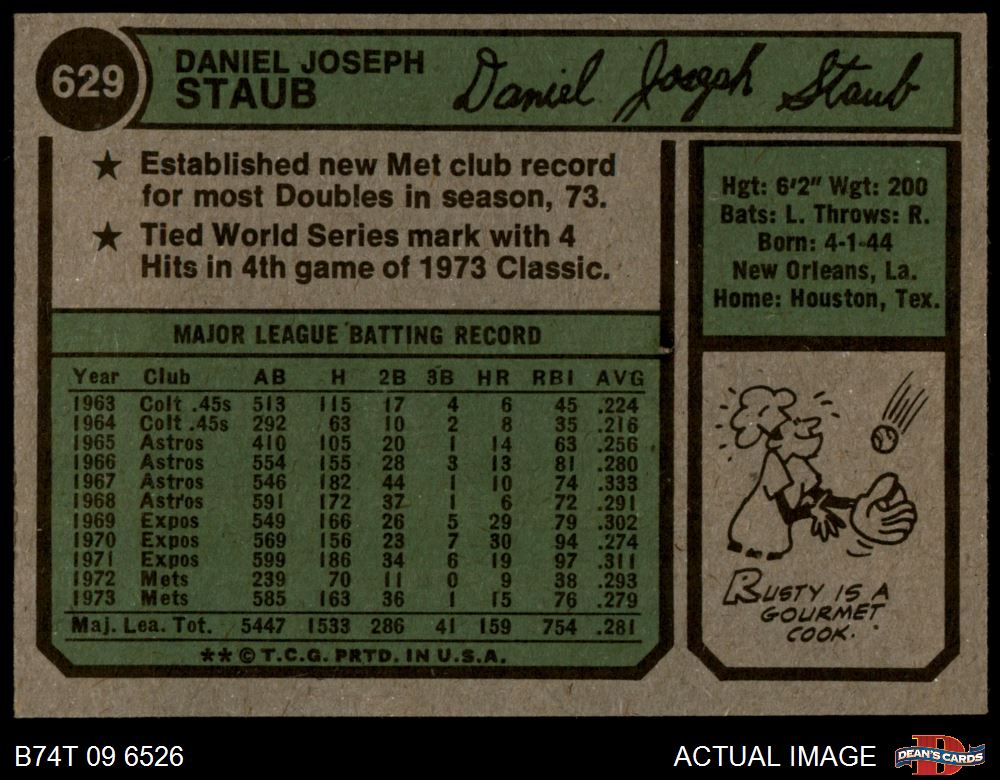 629
DANIEL JOSEPH
STAUB
Daniel Joseph Staub
★ Established new Met club record
for most Doubles in season, 73.
★ Tied World Series mark with 4
Hits in 4th game of 1973 Classic.
Hgt: 6'2" Wgt: 200
Bats: L. Throws: R.
Born: 4-1-44
New Orleans, La.
Home: Houston, Tex.
MAJOR LEAGUE BATTING RECORD
Year Club AB H 2B 3B HR RBI AVG
1963 Colt .45s 513 115 17 4 6 45 .224
1964 Colt .45s 292 63 10 2 8 35 .216
1965 Astros 410 105 20 1 14 63 .256
1966 Astros 554 155 28 3 13 81 .280
1967 Astros 546 182 44 1 10 74 .333
1968 Astros 591 172 37 1 6 72 .291
1969 Expos 549 166 26 5 29 79 .302
1970 Expos 569 156 23 7 30 94 .274
1971 Expos 599 186 34 6 19 97 .311
1972 Mets 239 70 11 0 9 38 .293
1973 Mets 585 163 36 1 15 76 .279
Maj. Lea. Tot. 5447 1533 286 41 159 754 .281
** © T.C.G. PRTD. IN U.S.A.
RUSTY IS A
GOURMET
COOK.
B74T 09 6526
ACTUAL IMAGE
DEAN'S CARDS